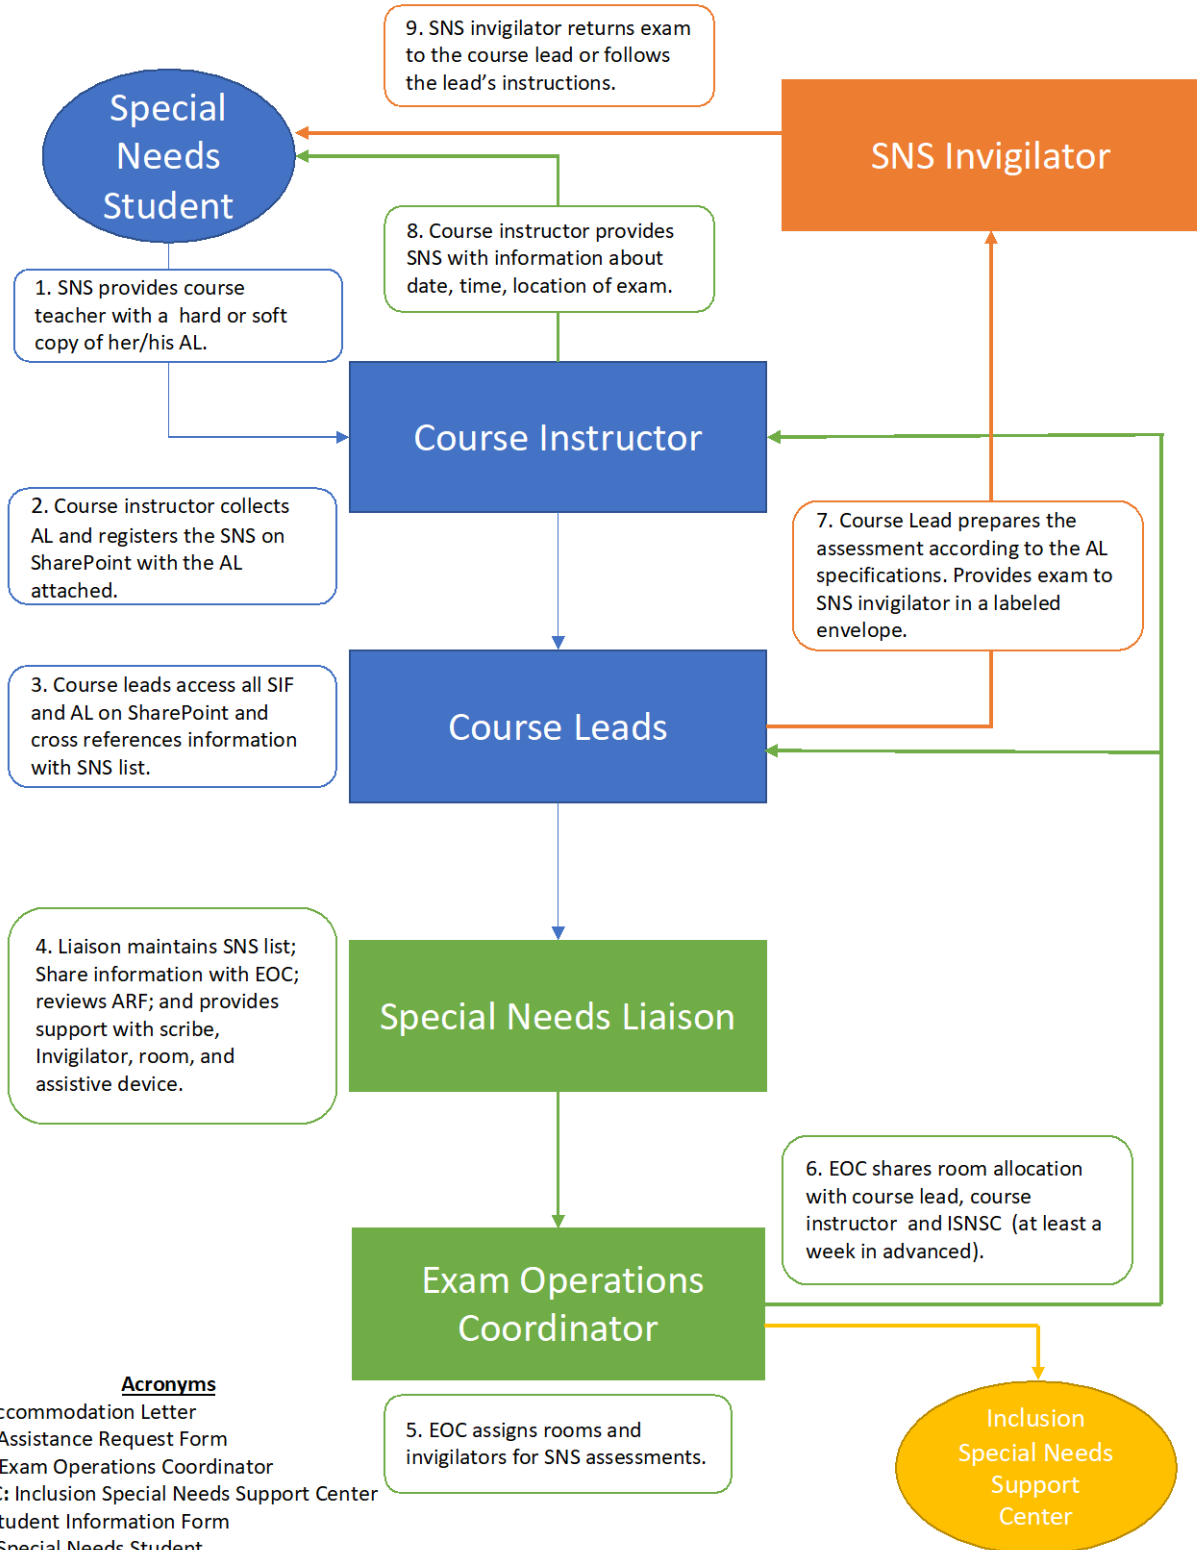 9. SNS invigilator returns exam
to the course lead or follows
the lead's instructions.
Special
Needs
Student
SNS Invigilator
8. Course instructor provides
SNS with information about
date, time, location of exam.
1. SNS provides course
teacher with a hard or soft
copy of her/his AL.
Course Instructor
2. Course instructor collects
AL and registers the SNS on
SharePoint with the AL
attached.
7. Course Lead prepares the
assessment according to the AL
specifications. Provides exam to
SNS invigilator in a labeled
envelope.
3. Course leads access all SIF
and AL on SharePoint and
cross references information
with SNS list.
Course Leads
4. Liaison maintains SNS list;
Share information with EOC;
reviews ARF; and provides
support with scribe,
Invigilator, room, and
assistive device.
Special Needs Liaison
6. EOC shares room allocation
with course lead, course
instructor and ISNSC (at least a
week in advanced).
Exam Operations
Coordinator
5. EOC assigns rooms and
invigilators for SNS assessments.
Inclusion
Special Needs
Support
Center
Acronyms
ccommodation Letter
Assistance Request Form
Exam Operations Coordinator
C: Inclusion Special Needs Support Center
tudent Information Form
Special Needs Student